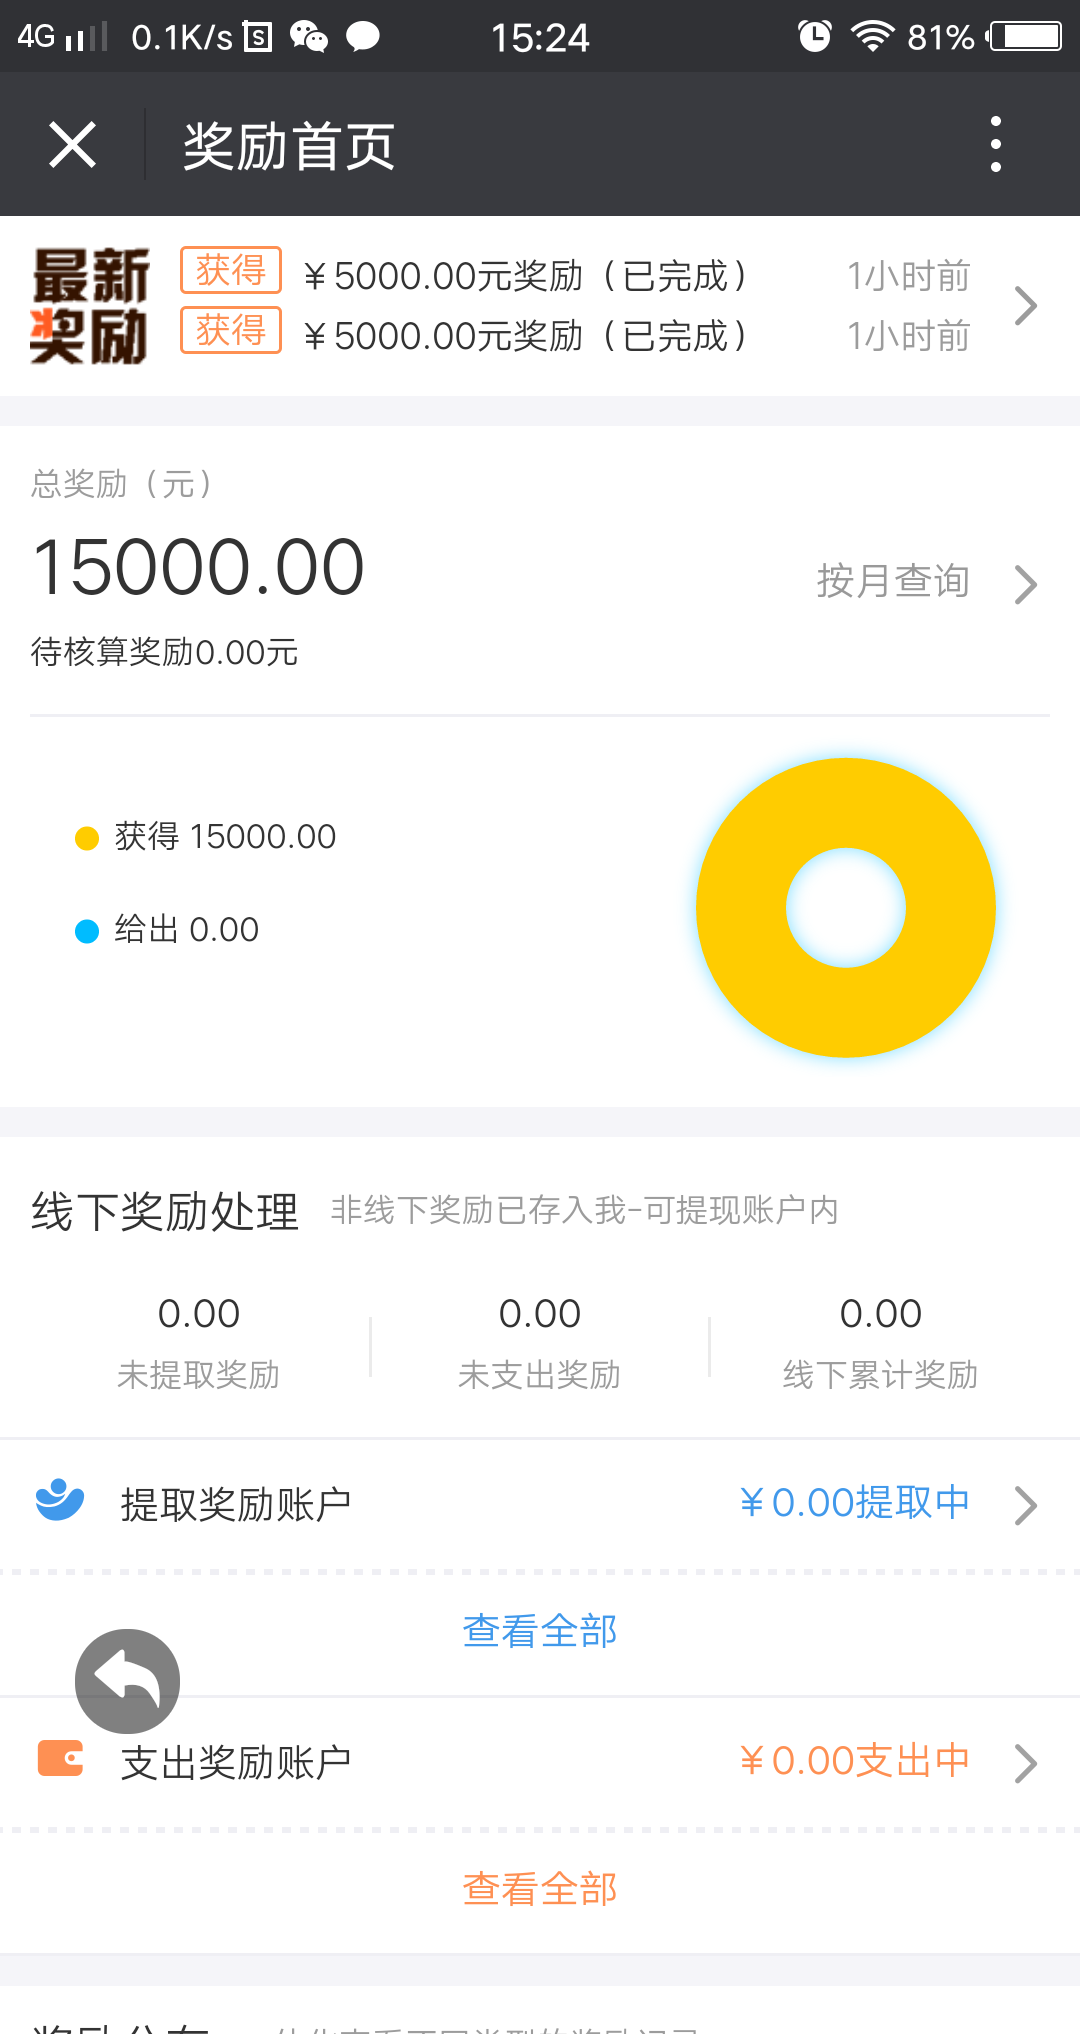 4G 0.1K/s 15:24 81%
奖励首页
最新奖励
获得 ¥5000.00元奖励（已完成） 1小时前
获得 ¥5000.00元奖励（已完成） 1小时前
总奖励（元）
15000.00
按月查询
待核算奖励0.00元
获得 15000.00
给出 0.00
线下奖励处理 非线下奖励已存入我-可提现账户内
0.00 0.00 0.00
未提取奖励 未支出奖励 线下累计奖励
提取奖励账户 ¥0.00提取中
查看全部
支出奖励账户 ¥0.00支出中
查看全部